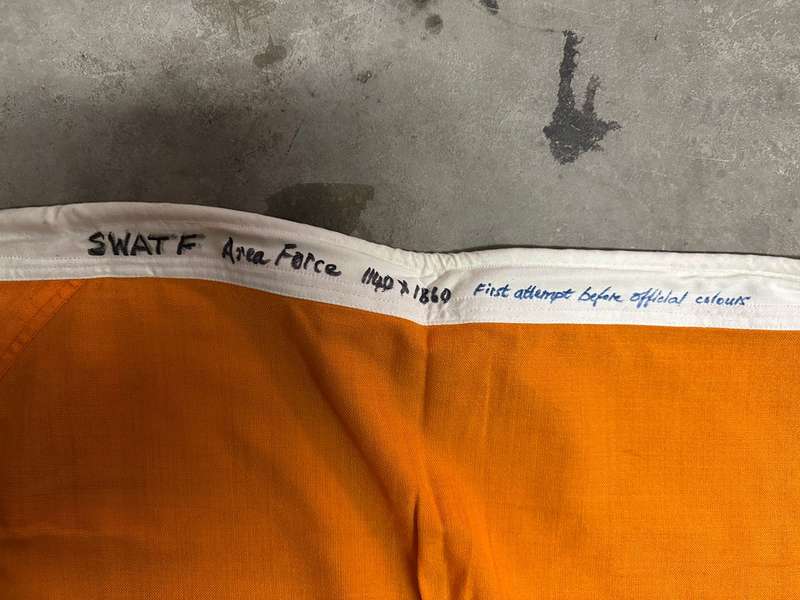 SWATF Area Force 1140 x 1860 First attempt before official colours